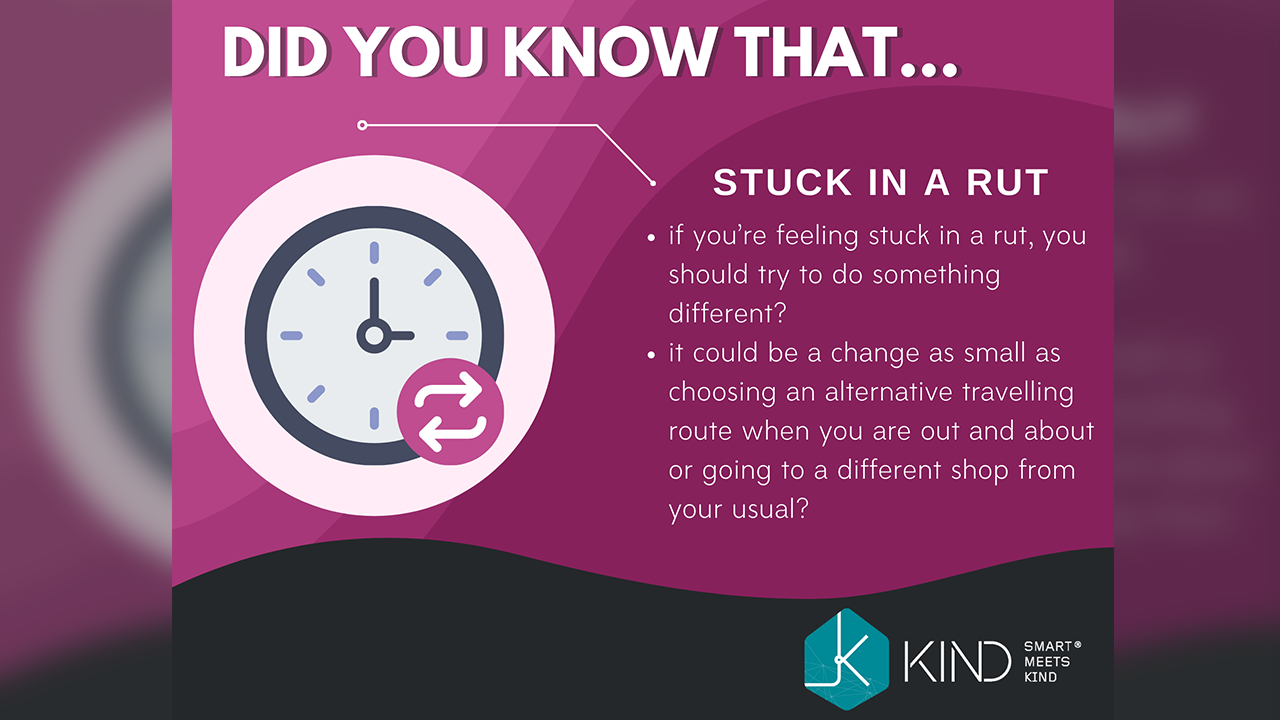 DID YOU KNOW THAT...
STUCK IN A RUT
• if you’re feeling stuck in a rut, you
should try to do something
different?
• it could be a change as small as
choosing an alternative travelling
route when you are out and about
or going to a different shop from
your usual?
KIND
SMART®
MEETS
KIND